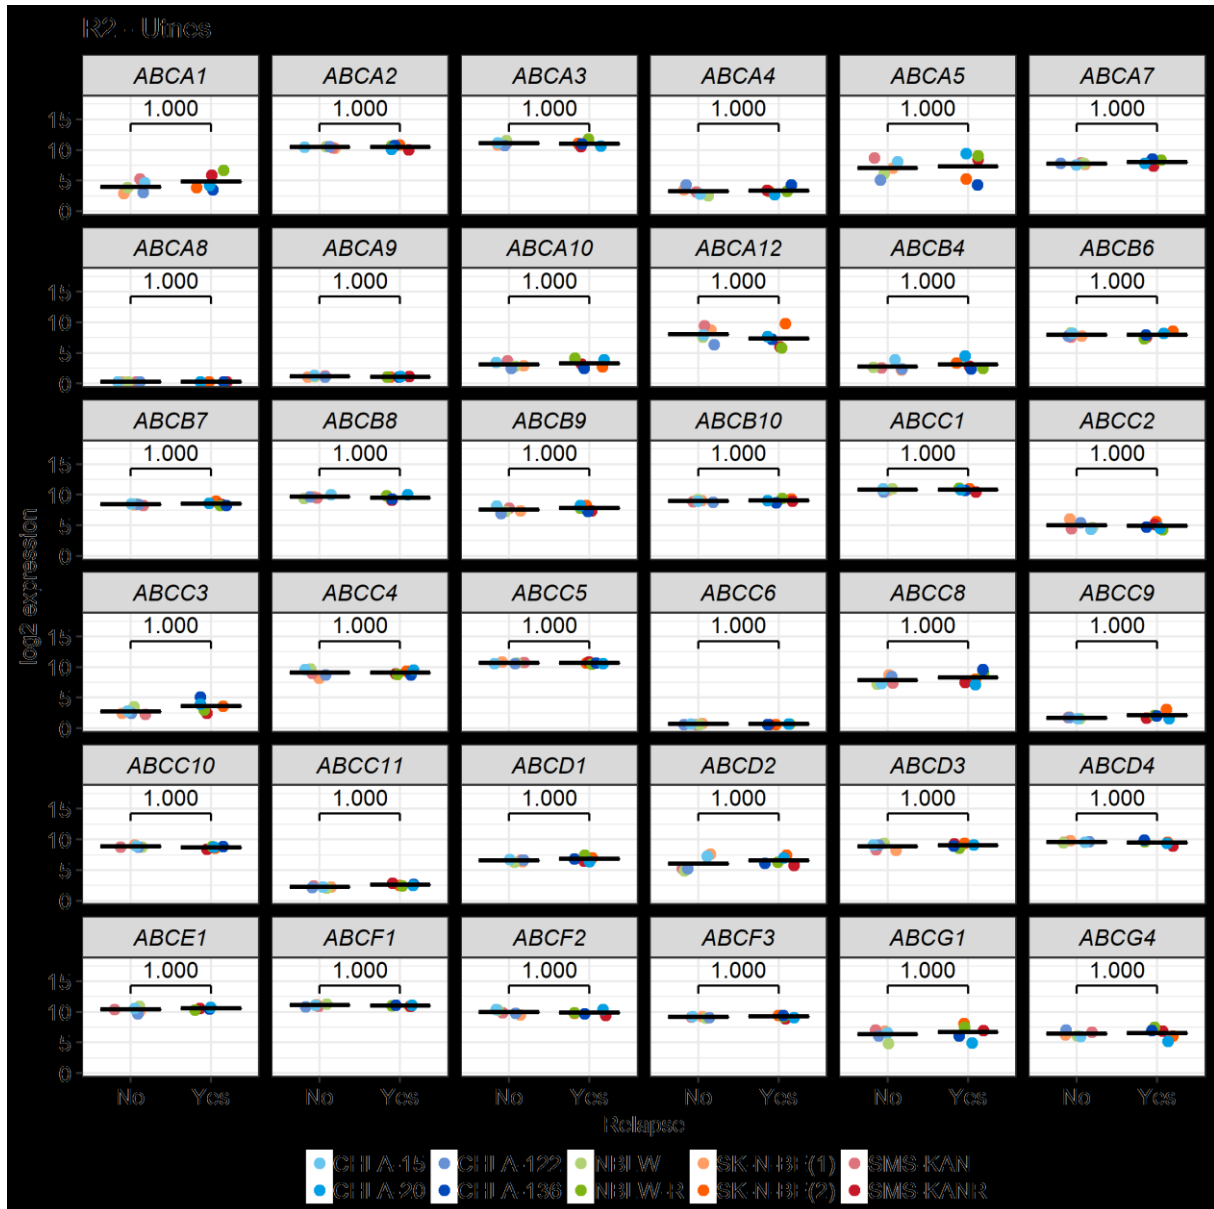 R2 - Utnes
ABCA1 ABCA2 ABCA3 ABCA4 ABCA5 ABCA7
1.000 1.000 1.000 1.000 1.000 1.000
15
10
5
0
ABCA8 ABCA9 ABCA10 ABCA12 ABCB4 ABCB6
1.000 1.000 1.000 1.000 1.000 1.000
15
10
5
0
ABCB7 ABCB8 ABCB9 ABCB10 ABCC1 ABCC2
1.000 1.000 1.000 1.000 1.000 1.000
15
10
5
0
log2 expression
ABCC3 ABCC4 ABCC5 ABCC6 ABCC8 ABCC9
1.000 1.000 1.000 1.000 1.000 1.000
15
10
5
0
ABCC10 ABCC11 ABCD1 ABCD2 ABCD3 ABCD4
1.000 1.000 1.000 1.000 1.000 1.000
15
10
5
0
ABCE1 ABCF1 ABCF2 ABCF3 ABCG1 ABCG4
1.000 1.000 1.000 1.000 1.000 1.000
15
10
5
0
No Yes No Yes No Yes No Yes No Yes No Yes
Relapse
CHLA-15 CHLA-122 NBLW SK-N-BE(1) SMS-KAN
CHLA-20 CHLA-136 NBLW-R SK-N-BE(2) SMS-KANR